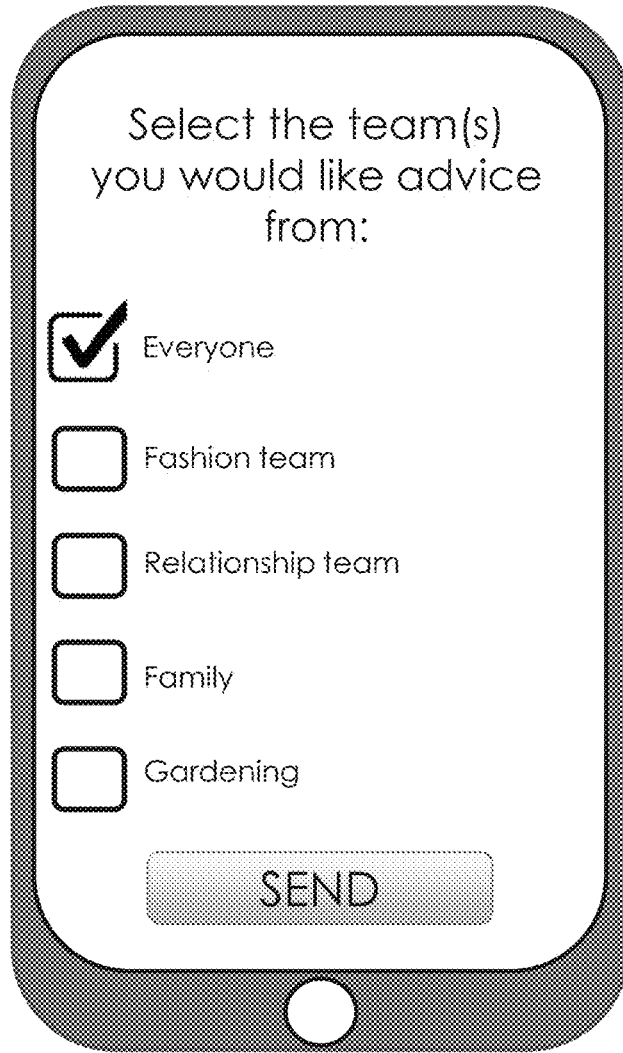 Select the team(s)
you would like advice
from:
Everyone
Fashion team
Relationship team
Family
Gardening
SEND